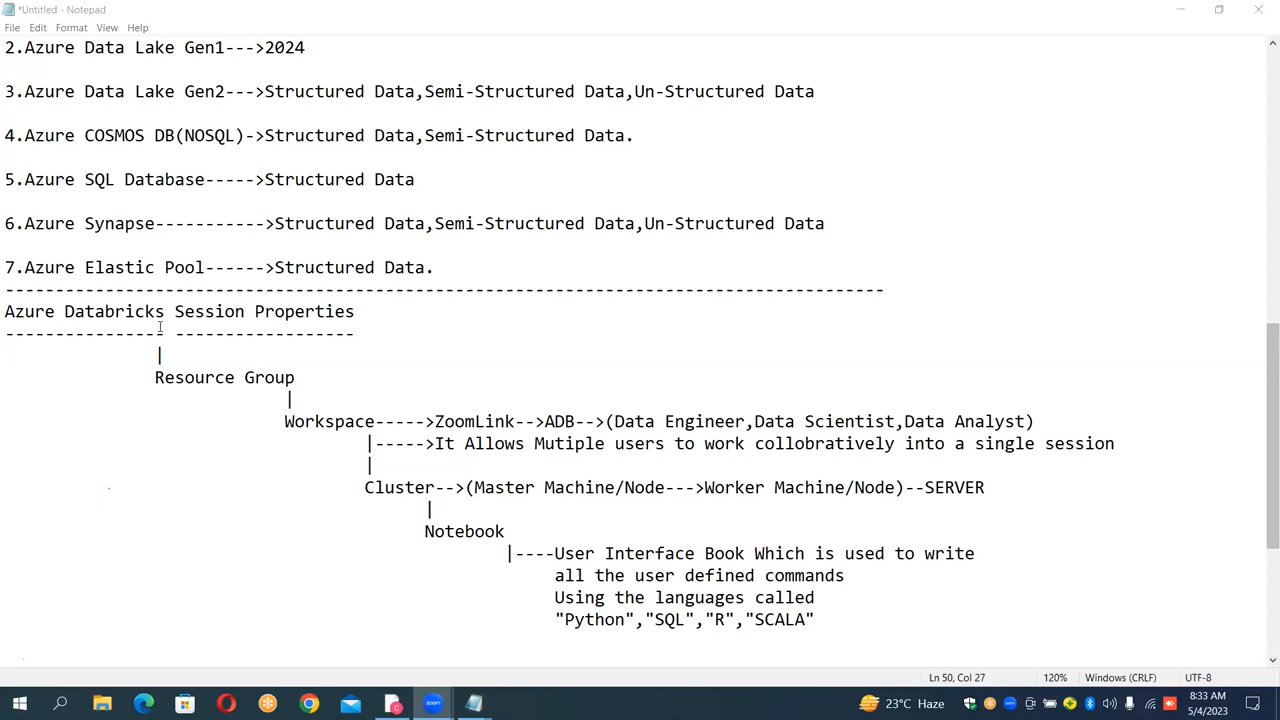 *Untitled - Notepad
File Edit Format View Help
2.Azure Data Lake Gen1--->2024
3.Azure Data Lake Gen2--->Structured Data,Semi-Structured Data,Un-Structured Data
4.Azure COSMOS DB(NOSQL)->Structured Data,Semi-Structured Data.
5.Azure SQL Database----->Structured Data
6.Azure Synapse----------->Structured Data,Semi-Structured Data,Un-Structured Data
7.Azure Elastic Pool------>Structured Data.
----------------------------------------------------------------------------------------
Azure Databricks Session Properties
---------------- ------------------
|
Resource Group
|
Workspace----->ZoomLink-->ADB-->(Data Engineer,Data Scientist,Data Analyst)
|----->It Allows Mutiple users to work collobratively into a single session
|
Cluster-->(Master Machine/Node--->Worker Machine/Node)--SERVER
|
Notebook
|----User Interface Book Which is used to write
all the user defined commands
Using the languages called
"Python","SQL","R","SCALA"
Ln 50, Col 27 120% Windows (CRLF) UTF-8
23°C Haze
8:33 AM
5/4/2023